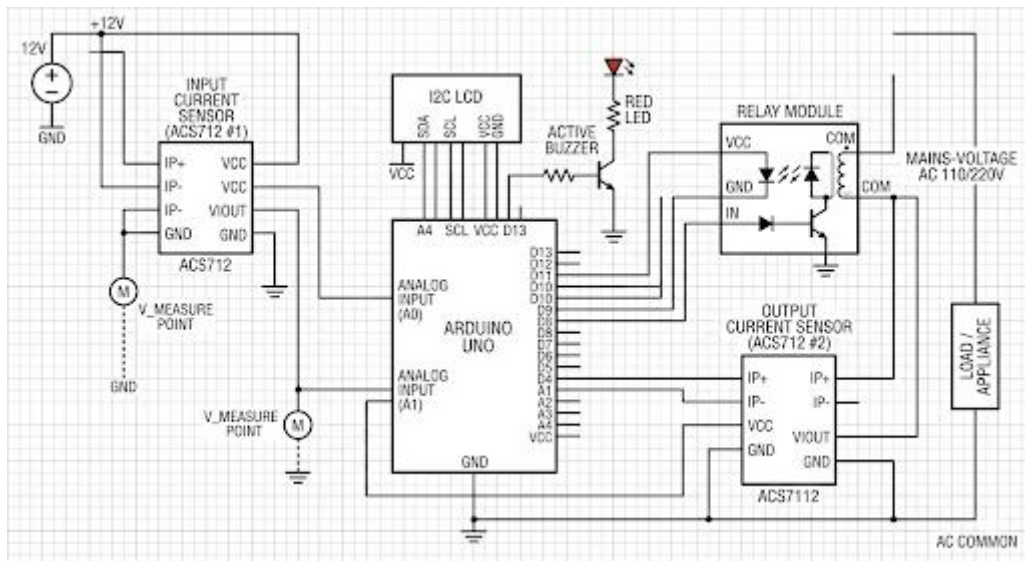 +12V
12V
GND
INPUT
CURRENT
SENSOR
(ACS712 #1)
IP+
IP-
IP-
GND
VCC
VCC
VIOUT
GND
ACS712
M
V_MEASURE
POINT
GND
V_MEASURE
POINT
M
I2C LCD
SDA
SCL
VCC
GND
VCC
ACTIVE
BUZZER
RED
LED
A4 SCL VCC D13
ANALOG
INPUT
(A0)
ARDUINO
UNO
ANALOG
INPUT
(A1)
GND
D13
D12
D11
D10
D10
D9
D8
D8
D7
D6
D5
D4
A1
A2
A3
A4
VCC
RELAY MODULE
VCC
GND
IN
COM
COM
MAINS-VOLTAGE
AC 110/220V
OUTPUT
CURRENT SENSOR
(ACS712 #2)
IP+
IP-
VCC
GND
IP+
IP-
VIOUT
GND
ACS7112
LOAD /
APPLIANCE
AC COMMON